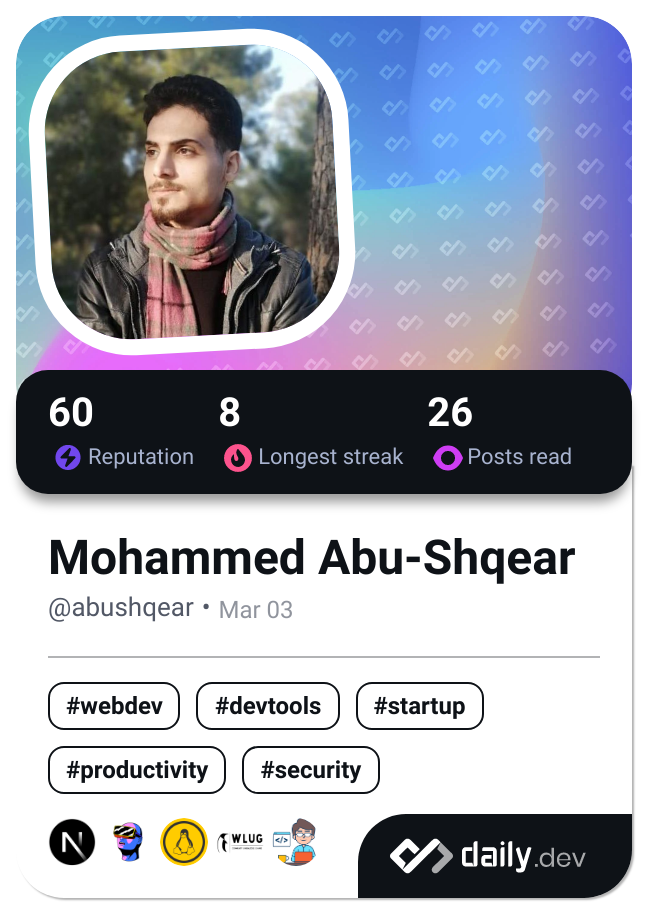 60 8 26
Reputation Longest streak Posts read
Mohammed Abu-Shqear
@abushqear • Mar 03
#webdev #devtools #startup
#productivity #security
N WLUG daily.dev